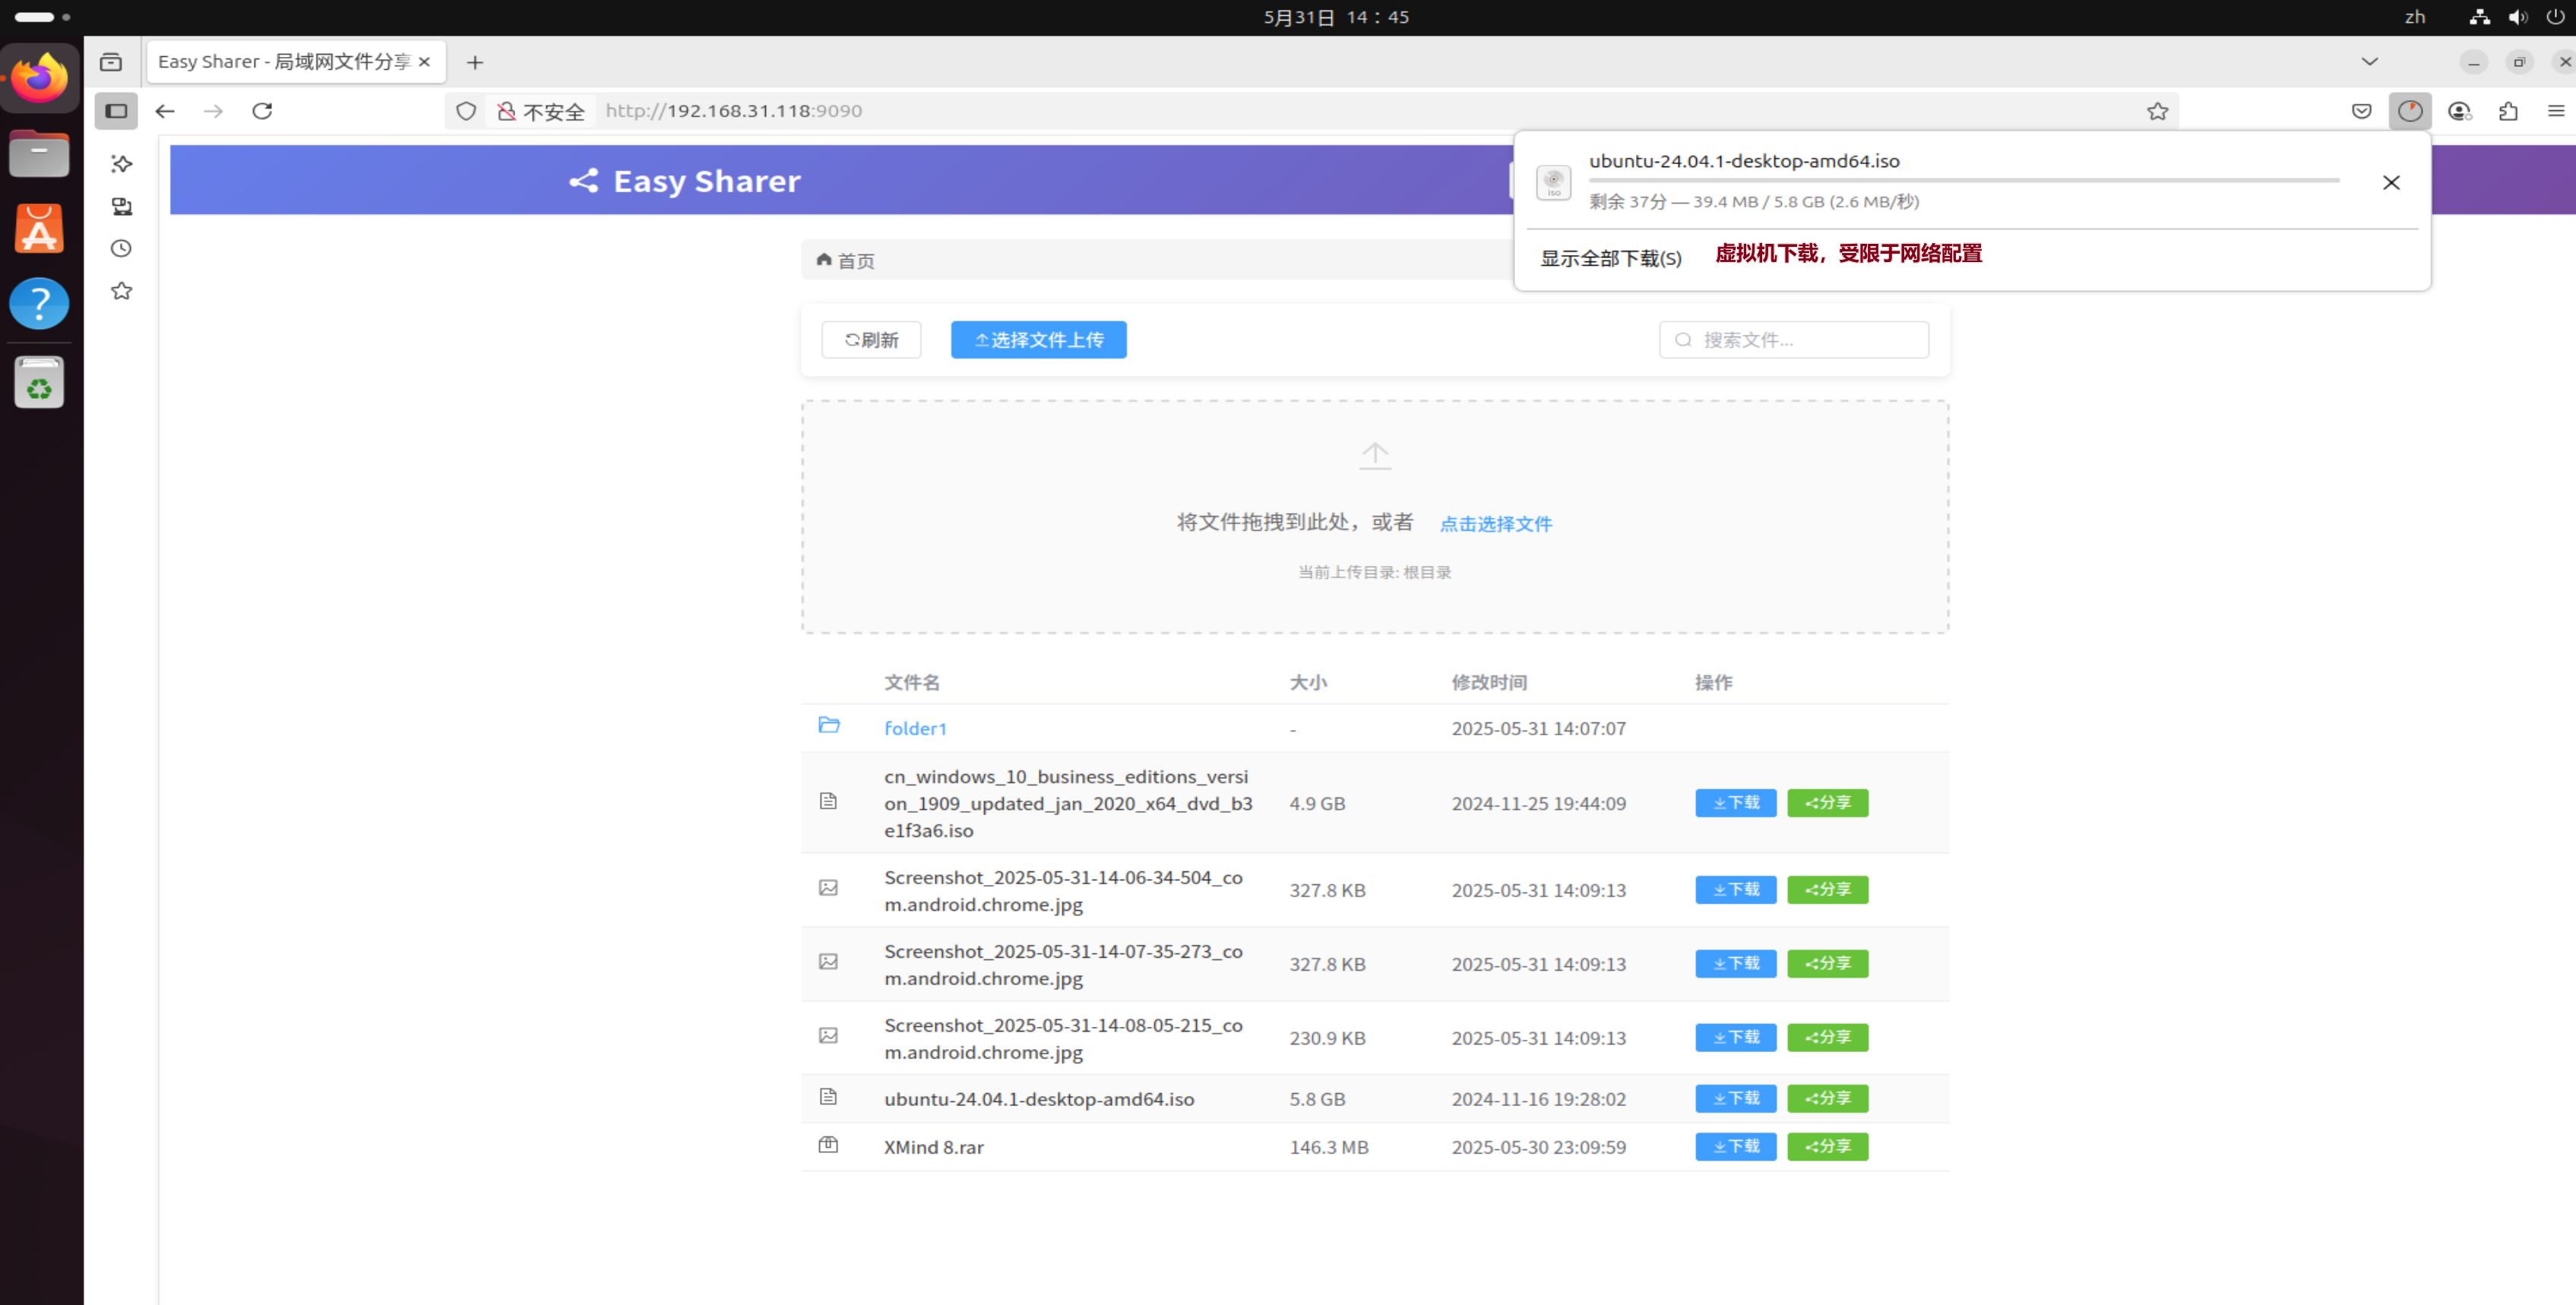 5月31日 14：45
zh
Easy Sharer - 局域网文件分享
不安全
http://192.168.31.118:9090
Easy Sharer
ubuntu-24.04.1-desktop-amd64.iso
iso
剩余 37分 — 39.4 MB / 5.8 GB (2.6 MB/秒)
显示全部下载(S)
虚拟机下载，受限于网络配置
首页
刷新
选择文件上传
搜索文件...
将文件拖拽到此处，或者 点击选择文件
当前上传目录: 根目录
文件名 大小 修改时间 操作
folder1 - 2025-05-31 14:07:07
cn_windows_10_business_editions_versi
on_1909_updated_jan_2020_x64_dvd_b3 4.9 GB 2024-11-25 19:44:09 下载 分享
e1f3a6.iso
Screenshot_2025-05-31-14-06-34-504_co
m.android.chrome.jpg
327.8 KB 2025-05-31 14:09:13 下载 分享
Screenshot_2025-05-31-14-07-35-273_co
m.android.chrome.jpg
327.8 KB 2025-05-31 14:09:13 下载 分享
Screenshot_2025-05-31-14-08-05-215_co
m.android.chrome.jpg
230.9 KB 2025-05-31 14:09:13 下载 分享
ubuntu-24.04.1-desktop-amd64.iso 5.8 GB 2024-11-16 19:28:02 下载 分享
XMind 8.rar 146.3 MB 2025-05-30 23:09:59 下载 分享